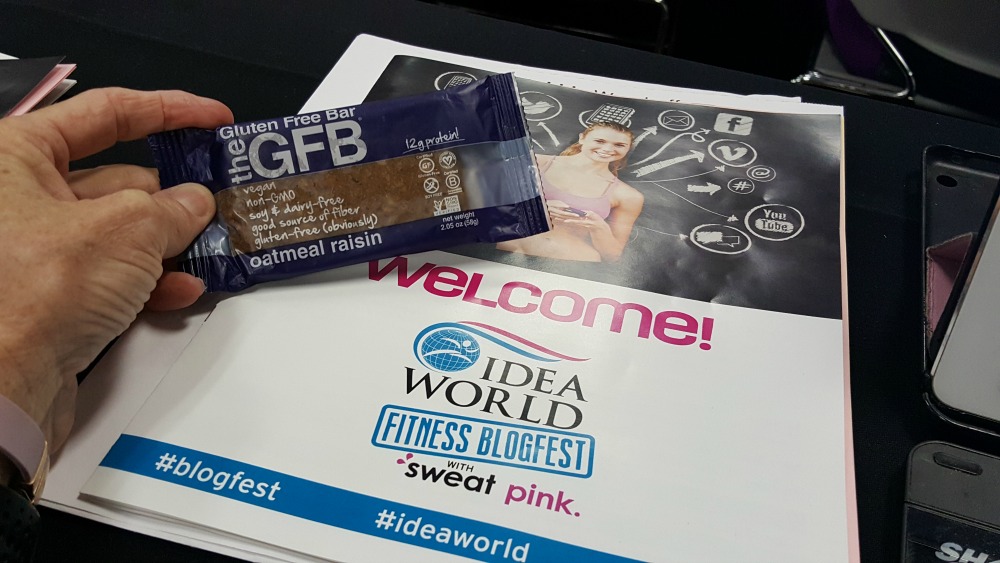 Gluten Free Bar
the GFB
12g protein!
vegan
non-GMO
soy & dairy-free
good source of fiber
gluten-free (obviously)
oatmeal raisin
net weight
2.05 oz (58g)
f
v
@
#
You
Tube
welcome!
IDEA
WORLD
FITNESS BLOGFEST
WITH
sweat pink.
#blogfest
#ideaworld